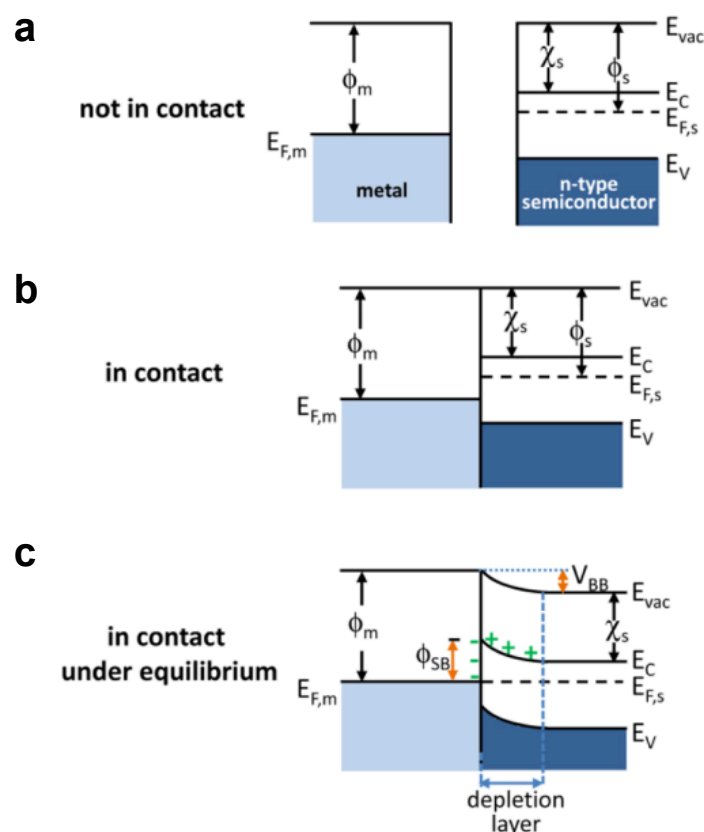 a
not in contact
ϕm
EF,m
metal
Evac
χs
ϕs
EC
EF,s
EV
n-type
semiconductor
b
in contact
ϕm
EF,m
Evac
χs
ϕs
EC
EF,s
EV
c
in contact
under equilibrium
ϕm
EF,m
ϕSB
- + + +
-
-
VBB
Evac
χs
EC
EF,s
EV
depletion
layer